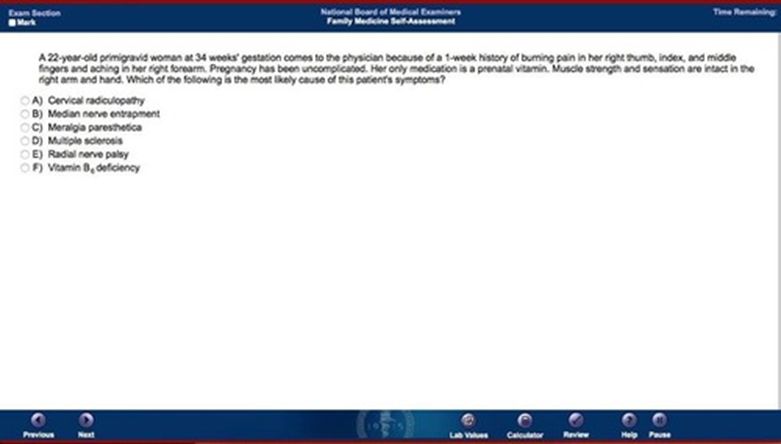 Exam Section
Mark
National Board of Medical Examiners
Family Medicine Self-Assessment
Time Remaining:
A 22-year-old primigravid woman at 34 weeks' gestation comes to the physician because of a 1-week history of burning pain in her right thumb, index, and middle
fingers and aching in her right forearm. Pregnancy has been uncomplicated. Her only medication is a prenatal vitamin. Muscle strength and sensation are intact in the
right arm and hand. Which of the following is the most likely cause of this patient's symptoms?
A) Cervical radiculopathy
B) Median nerve entrapment
C) Meralgia paresthetica
D) Multiple sclerosis
E) Radial nerve palsy
F) Vitamin B₆ deficiency
Previous
Next
Lab Values
Calculator
Review
Help
Pause